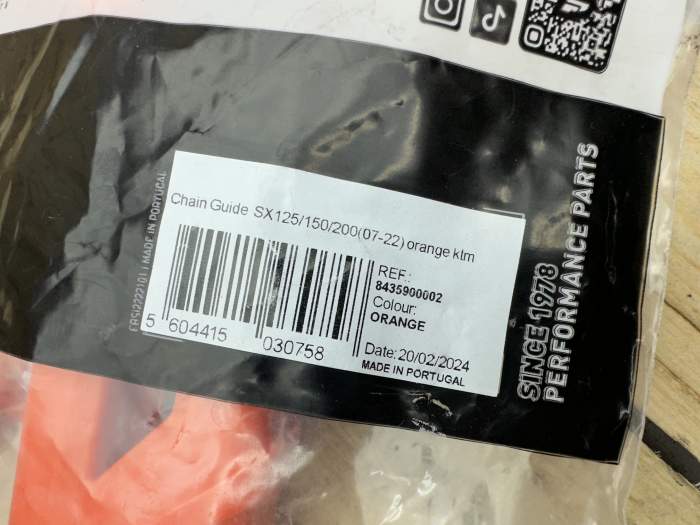 Chain Guide SX125/150/200(07-22) orange ktm
REF:
8435900002
Colour:
ORANGE
5 604415 030758
Date: 20/02/2024
MADE IN PORTUGAL
SINCE 1978
PERFORMANCE PARTS
MADE IN PORTUGAL